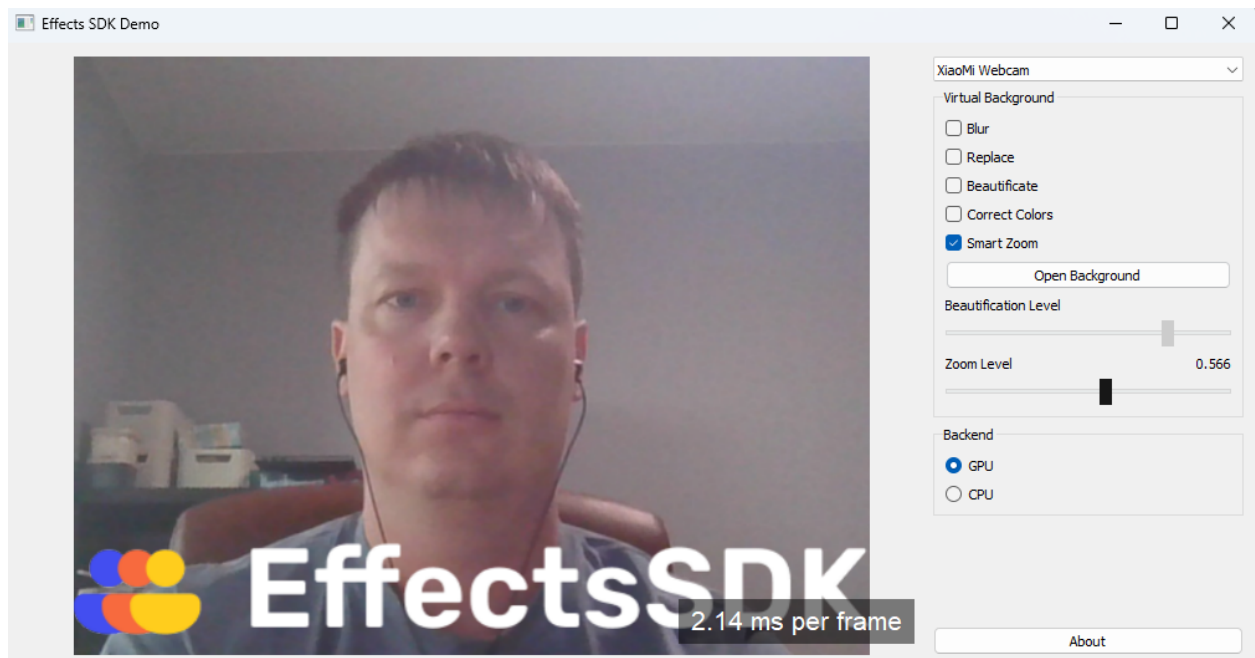 Effects SDK Demo
XiaoMi Webcam
Virtual Background
Blur
Replace
Beautificate
Correct Colors
Smart Zoom
Open Background
Beautification Level
Zoom Level 0.566
Backend
GPU
CPU
EffectsSDK
2.14 ms per frame
About